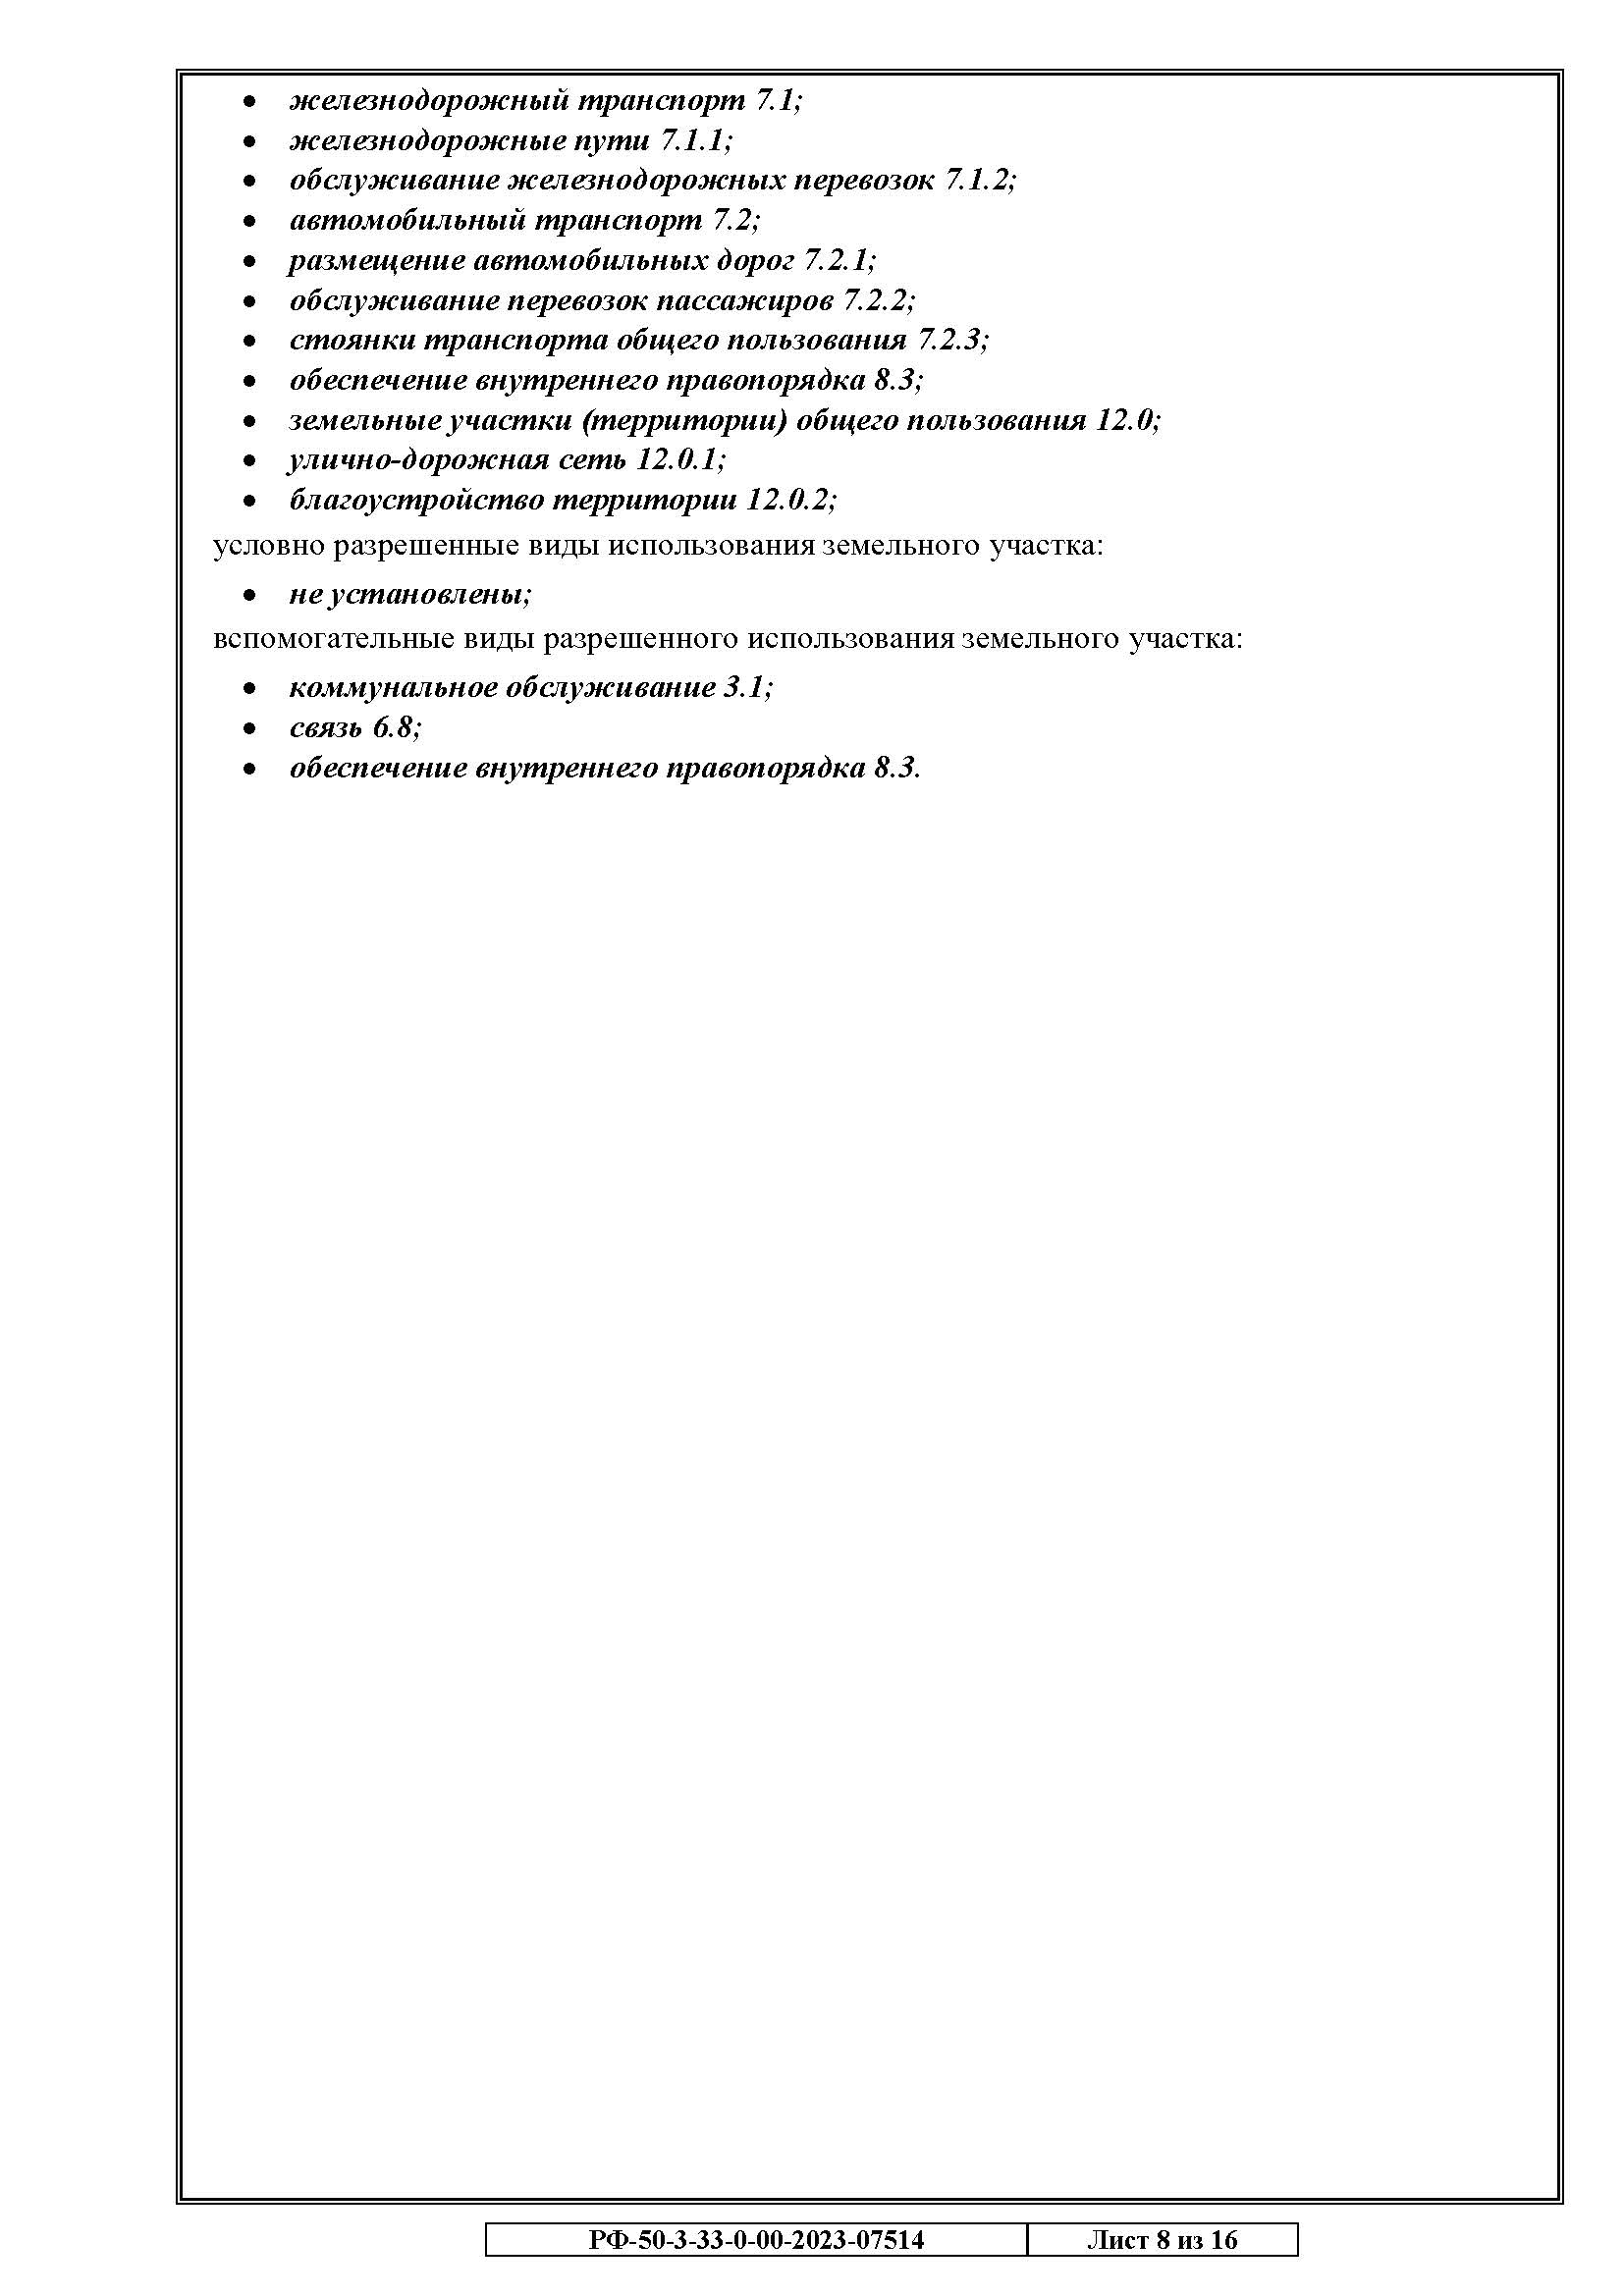 • железнодорожный транспорт 7.1;
• железнодорожные пути 7.1.1;
• обслуживание железнодорожных перевозок 7.1.2;
• автомобильный транспорт 7.2;
• размещение автомобильных дорог 7.2.1;
• обслуживание перевозок пассажиров 7.2.2;
• стоянки транспорта общего пользования 7.2.3;
• обеспечение внутреннего правопорядка 8.3;
• земельные участки (территории) общего пользования 12.0;
• улично-дорожная сеть 12.0.1;
• благоустройство территории 12.0.2;
условно разрешенные виды использования земельного участка:
• не установлены;
вспомогательные виды разрешенного использования земельного участка:
• коммунальное обслуживание 3.1;
• связь 6.8;
• обеспечение внутреннего правопорядка 8.3.
РФ-50-3-33-0-00-2023-07514 Лист 8 из 16